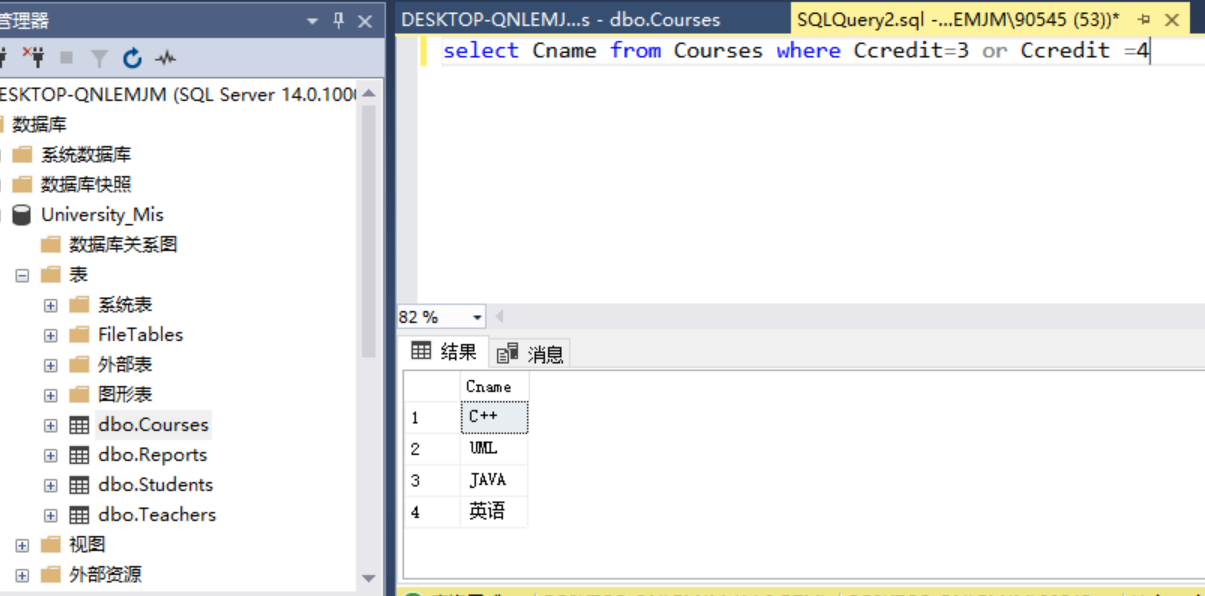 管理器
DESKTOP-QNLEMJ...s - dbo.Courses
SQLQuery2.sql -...EMJM\90545 (53))*
select Cname from Courses where Ccredit=3 or Ccredit =4
ESKTOP-QNLEMJM (SQL Server 14.0.100
数据库
系统数据库
数据库快照
University_Mis
数据库关系图
表
系统表
FileTables
外部表
图形表
dbo.Courses
dbo.Reports
dbo.Students
dbo.Teachers
视图
外部资源
82 %
结果
消息
Cname
1 C++
2 UML
3 JAVA
4 英语